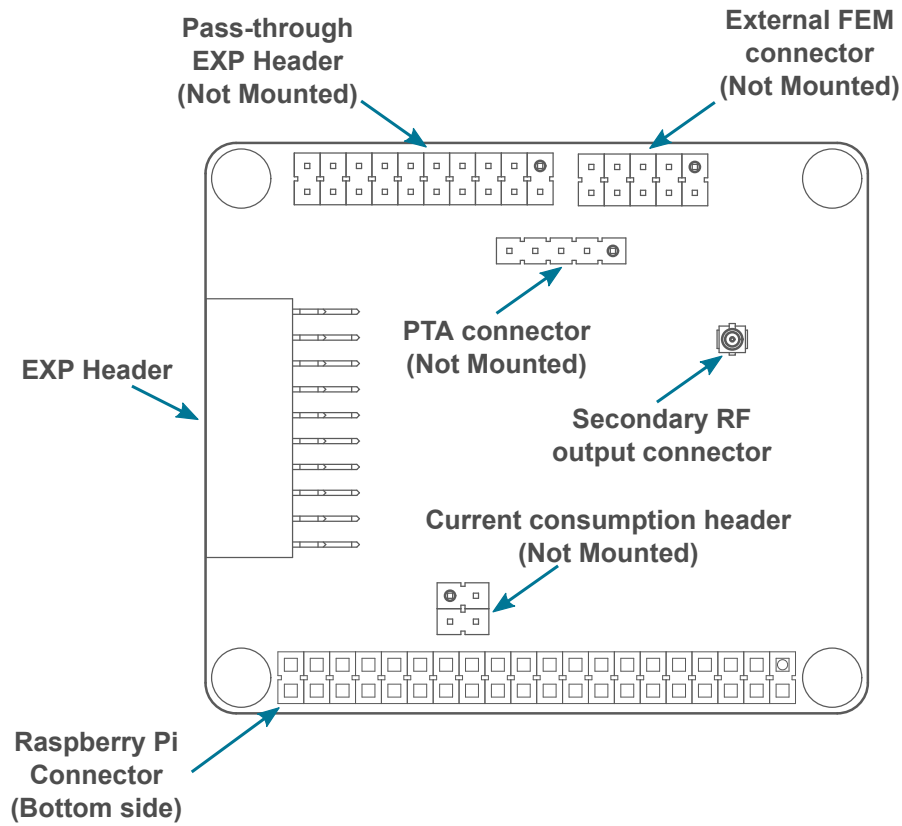 Pass-through
EXP Header
(Not Mounted)
External FEM
connector
(Not Mounted)
PTA connector
(Not Mounted)
EXP Header
Secondary RF
output connector
Current consumption header
(Not Mounted)
Raspberry Pi
Connector
(Bottom side)